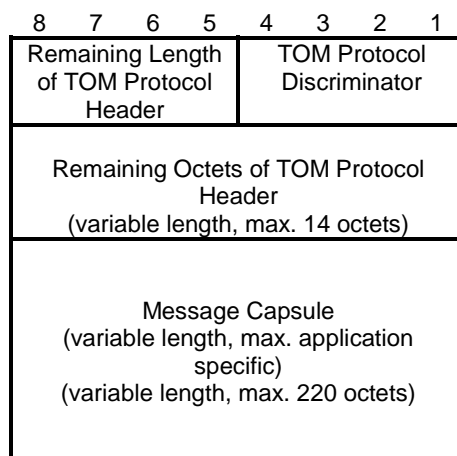 8 7 6 5 4 3 2 1
Remaining Length TOM Protocol
of TOM Protocol Discriminator
Header
Remaining Octets of TOM Protocol
Header
(variable length, max. 14 octets)
Message Capsule
(variable length, max. application
specific)
(variable length, max. 220 octets)